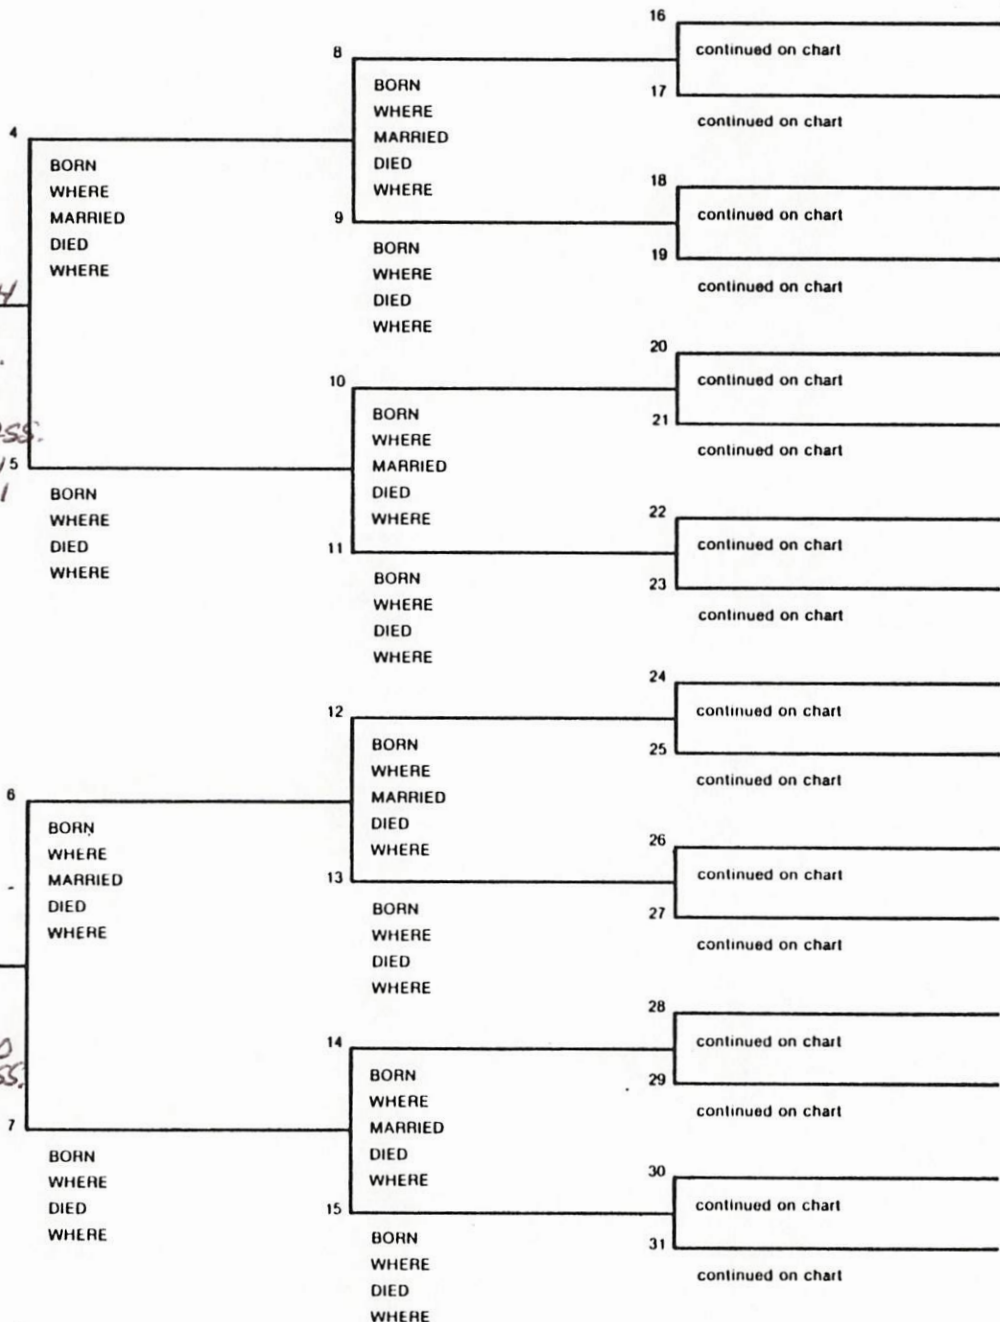 4
BORN
WHERE
MARRIED
DIED
WHERE
5
BORN
WHERE
DIED
WHERE
6
BORN
WHERE
MARRIED
DIED
WHERE
7
BORN
WHERE
DIED
WHERE
8
BORN
WHERE
MARRIED
DIED
WHERE
9
BORN
WHERE
DIED
WHERE
10
BORN
WHERE
MARRIED
DIED
WHERE
11
BORN
WHERE
DIED
WHERE
12
BORN
WHERE
MARRIED
DIED
WHERE
13
BORN
WHERE
DIED
WHERE
14
BORN
WHERE
MARRIED
DIED
WHERE
15
BORN
WHERE
DIED
WHERE
16
continued on chart
17
continued on chart
18
continued on chart
19
continued on chart
20
continued on chart
21
continued on chart
22
continued on chart
23
continued on chart
24
continued on chart
25
continued on chart
26
continued on chart
27
continued on chart
28
continued on chart
29
continued on chart
30
continued on chart
31
continued on chart